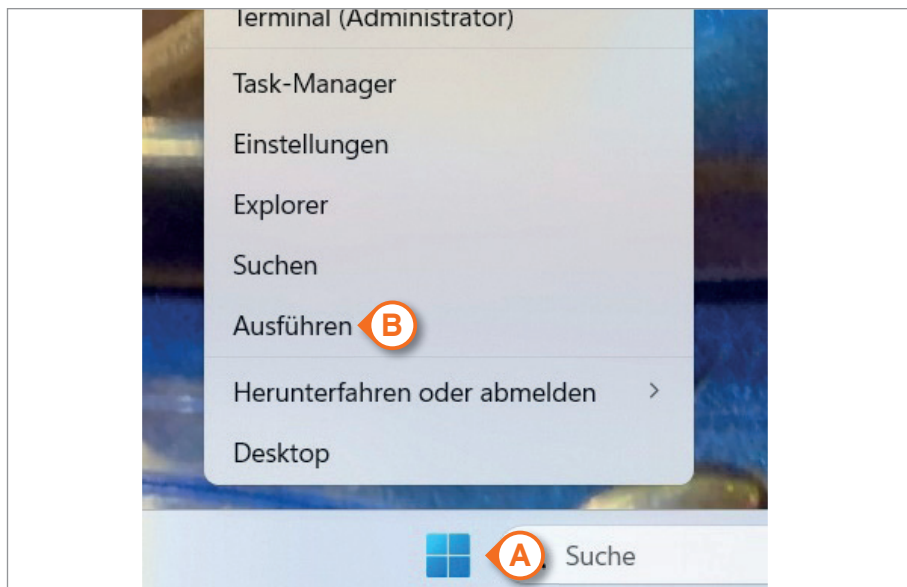 Terminal (Administrator)
Task-Manager
Einstellungen
Explorer
Suchen
Ausführen B
Herunterfahren oder abmelden
Desktop
A Suche